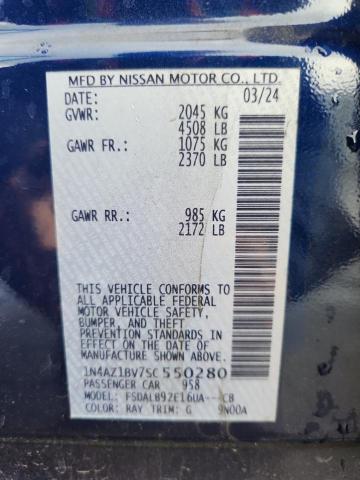 MFD BY NISSAN MOTOR CO., LTD.
DATE: 03/24
GVWR: 2045 KG
4508 LB
GAWR FR.: 1075 KG
2370 LB
GAWR RR.: 985 KG
2172 LB
THIS VEHICLE CONFORMS TO
ALL APPLICABLE FEDERAL
MOTOR VEHICLE SAFETY,
BUMPER, AND THEFT
PREVENTION STANDARDS IN
EFFECT ON THE DATE OF
MANUFACTURE SHOWN ABOVE.
1N4AZ1BV7SC550280
PASSENGER CAR 958
MODEL: FSDALB9ZE16UA---CB
COLOR: RAY TRIM: G 9N00A